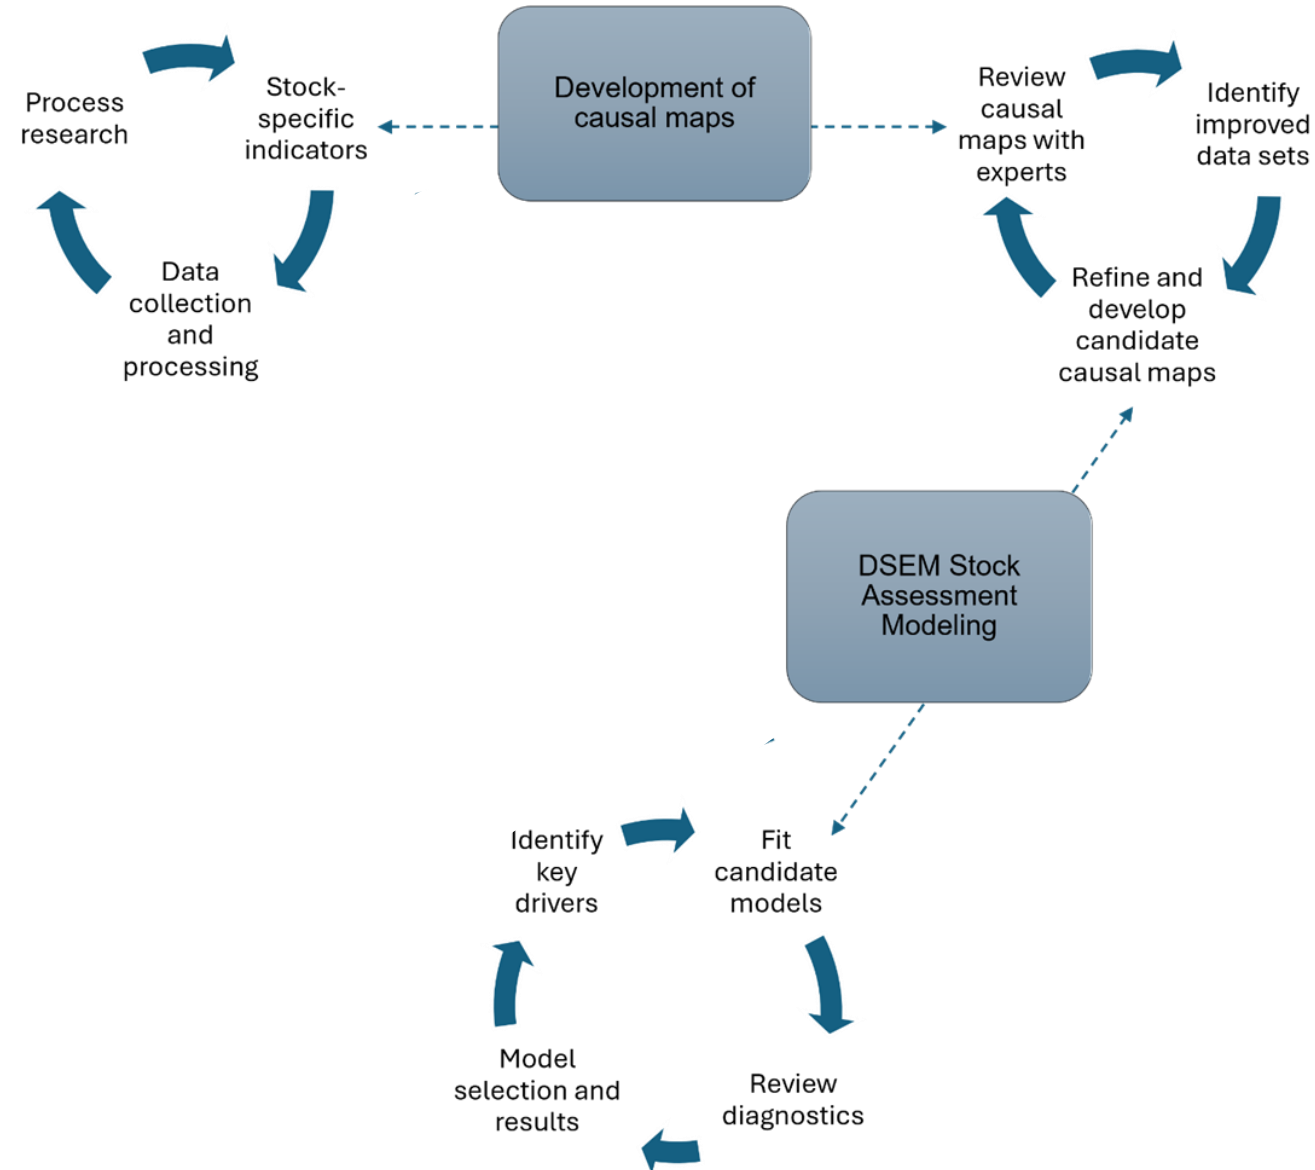 Process
research
Stock-
specific
indicators
Data
collection
and
processing
Development of
causal maps
Review
causal
maps with
experts
Identify
improved
data sets
Refine and
develop
candidate
causal maps
DSEM Stock
Assessment
Modeling
Identify
key
drivers
Fit
candidate
models
Model
selection and
results
Review
diagnostics